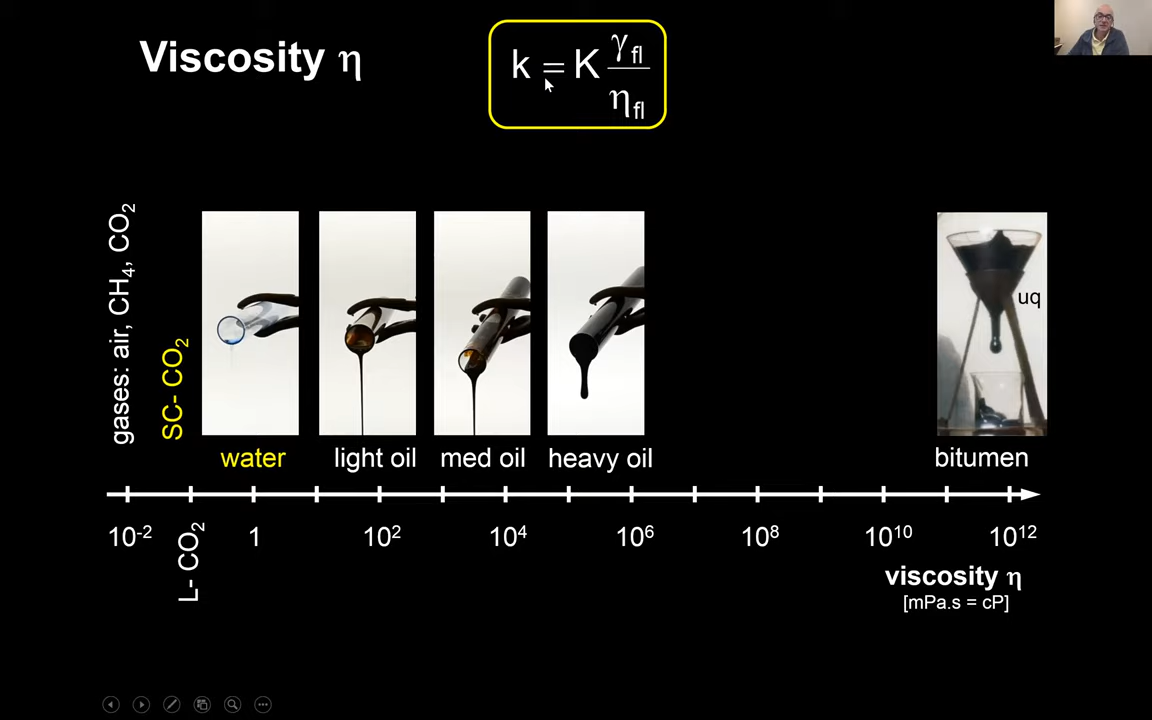 Viscosity η
k = K γfl / ηfl
gases: air, CH₄, CO₂
SC- CO₂
uq
water
light oil
med oil
heavy oil
bitumen
10⁻²
L- CO₂
1
10²
10⁴
10⁶
10⁸
10¹⁰
10¹²
viscosity η
[mPa.s = cP]